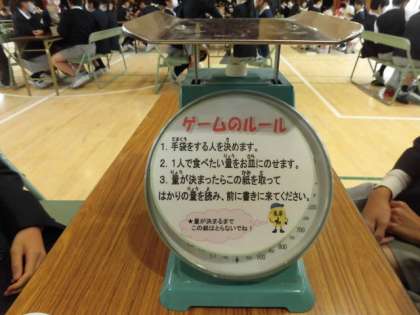 ゲームのルール
1. 手袋をする人を決めます。
2. 1人で食べたい量をお皿にのせます。
3. 量が決まったらこの紙を取って
はかりの量を読み、前に書きに来てください。
★量が決まるまで
この紙はとらないでね!